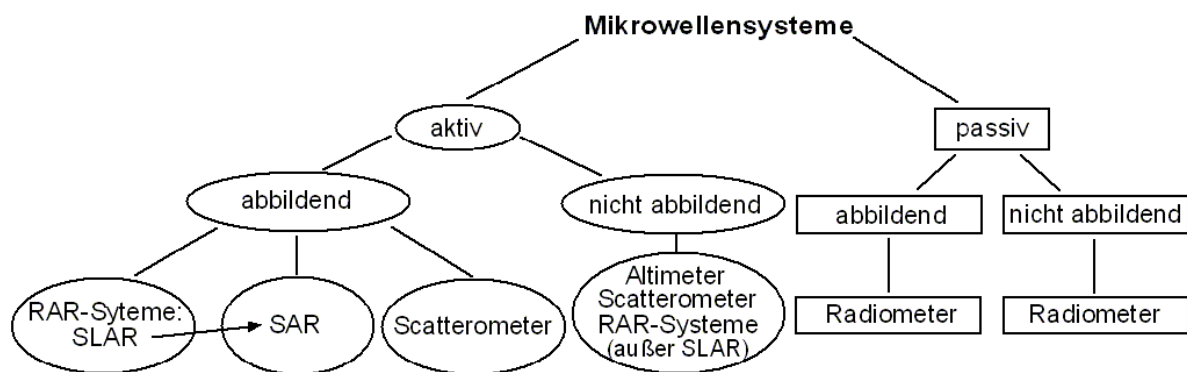 Mikrowellensysteme
aktiv
passiv
abbildend
nicht abbildend
abbildend
nicht abbildend
RAR-Syteme:
SLAR
SAR
Scatterometer
Altimeter
Scatterometer
RAR-Systeme
(außer SLAR)
Radiometer
Radiometer